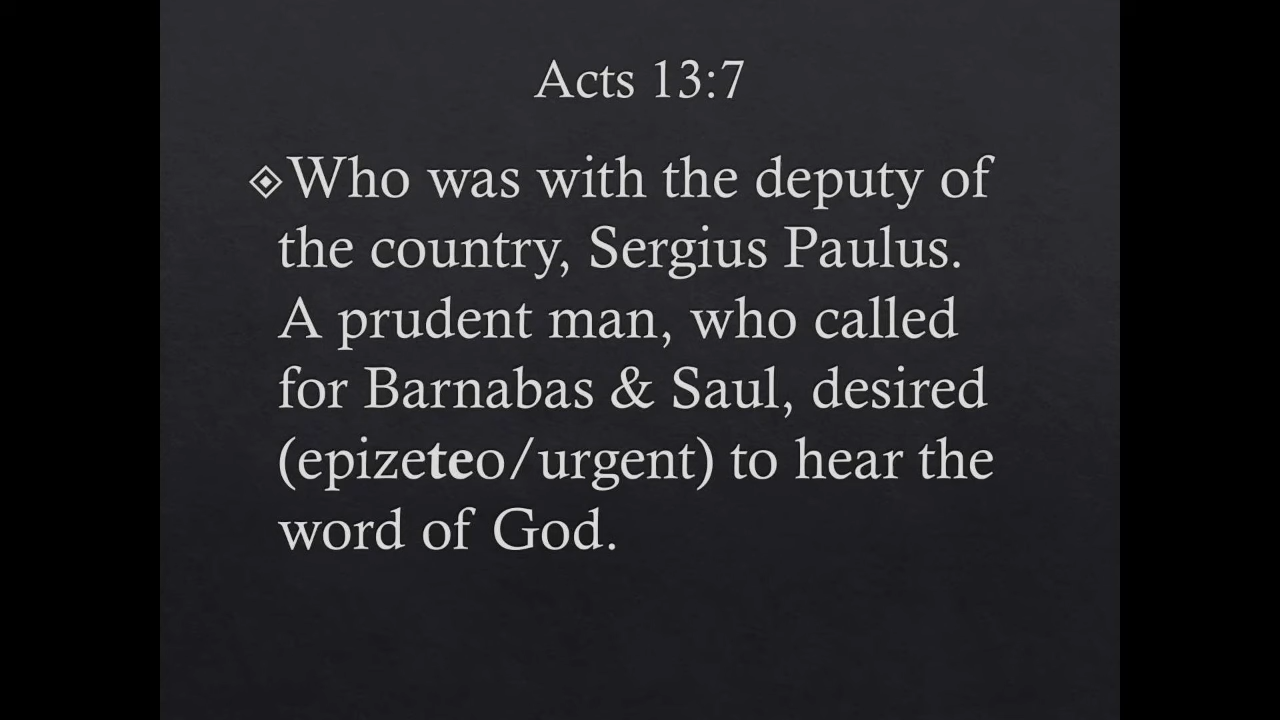 Acts 13:7
Who was with the deputy of
the country, Sergius Paulus.
A prudent man, who called
for Barnabas & Saul, desired
(epizeteo/urgent) to hear the
word of God.